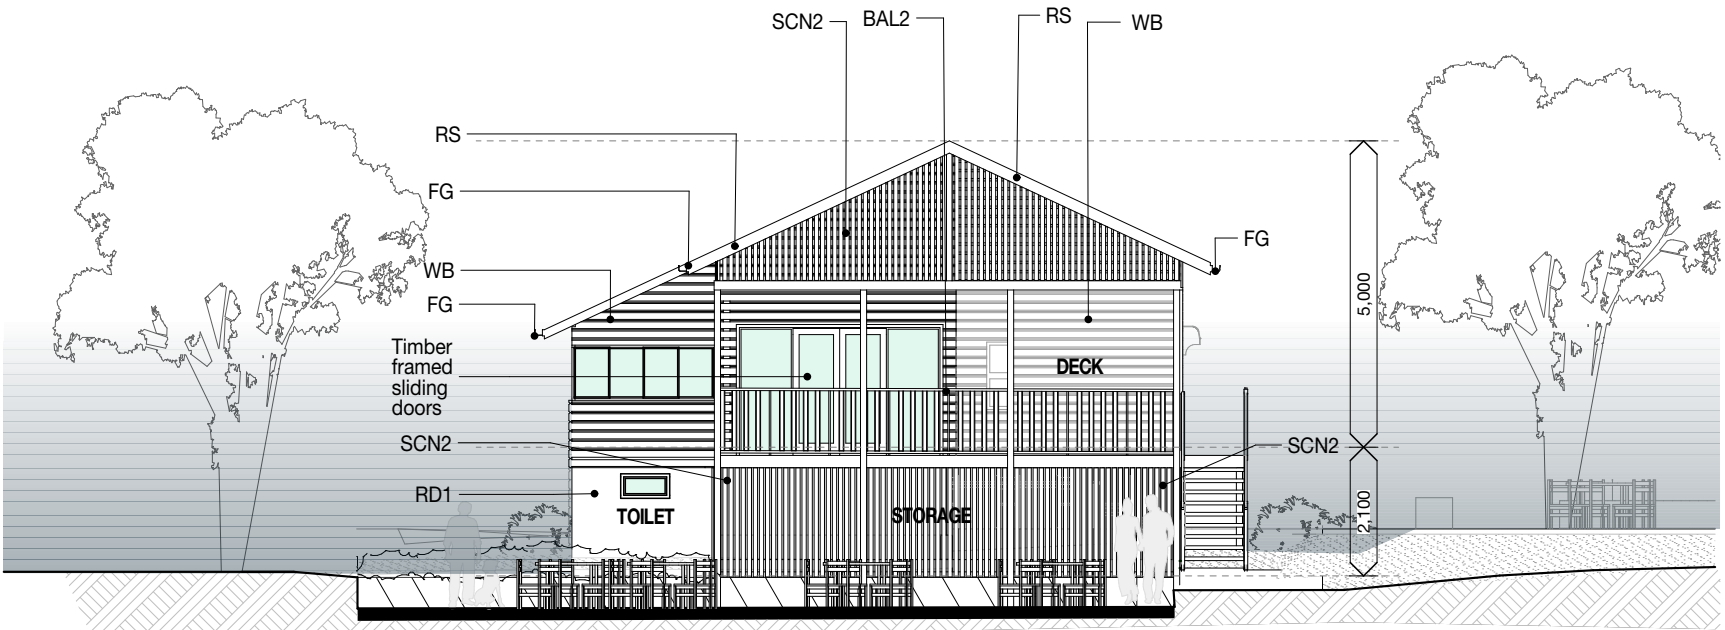 SCN2
BAL2
RS
WB
RS
FG
FG
WB
FG
5,000
Timber
framed
sliding
doors
DECK
SCN2
SCN2
RD1
TOILET
STORAGE
2,100